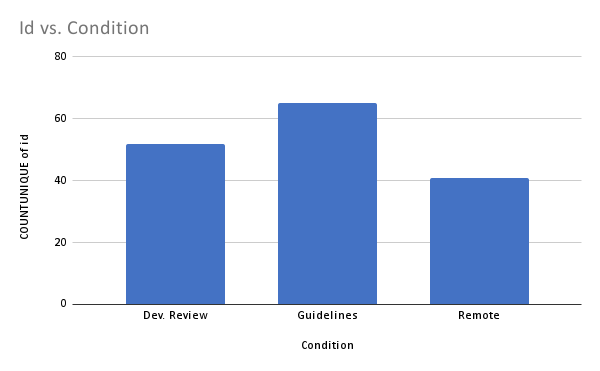 Id vs. Condition
COUNTUNIQUE of id
80
60
40
20
0
Dev. Review Guidelines Remote
Condition